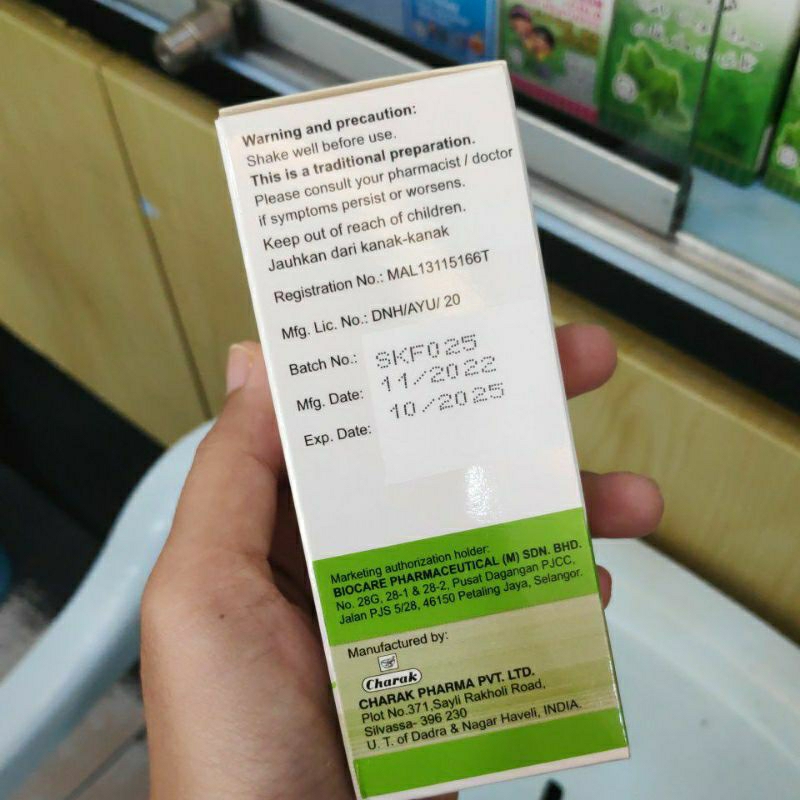 Warning and precaution:
Shake well before use.
This is a traditional preparation.
Please consult your pharmacist / doctor
if symptoms persist or worsens.
Keep out of reach of children.
Jauhkan dari kanak-kanak
Registration No.: MAL13115166T
Mfg. Lic. No.: DNH/AYU/ 20
Batch No.: SKF025
Mfg. Date: 11/2022
Exp. Date: 10/2025
Marketing authorization holder:
BIOCARE PHARMACEUTICAL (M) SDN. BHD.
No. 28G, 28-1 & 28-2, Pusat Dagangan PJCC,
Jalan PJS 5/28, 46150 Petaling Jaya, Selangor.
Manufactured by:
Charak
CHARAK PHARMA PVT. LTD.
Plot No.371,Sayli Rakholi Road,
Silvassa- 396 230
U. T. of Dadra & Nagar Haveli, INDIA.